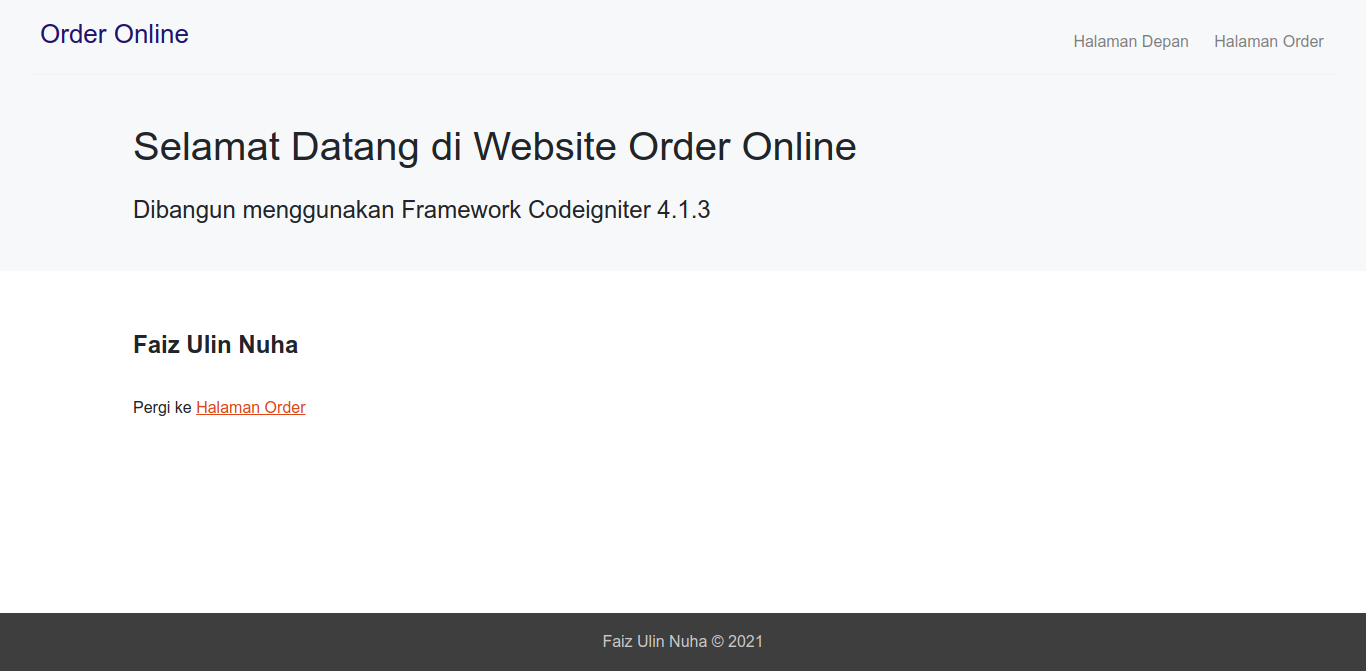 Order Online
Halaman Depan Halaman Order
Selamat Datang di Website Order Online
Dibangun menggunakan Framework Codeigniter 4.1.3
Faiz Ulin Nuha
Pergi ke Halaman Order
Faiz Ulin Nuha © 2021